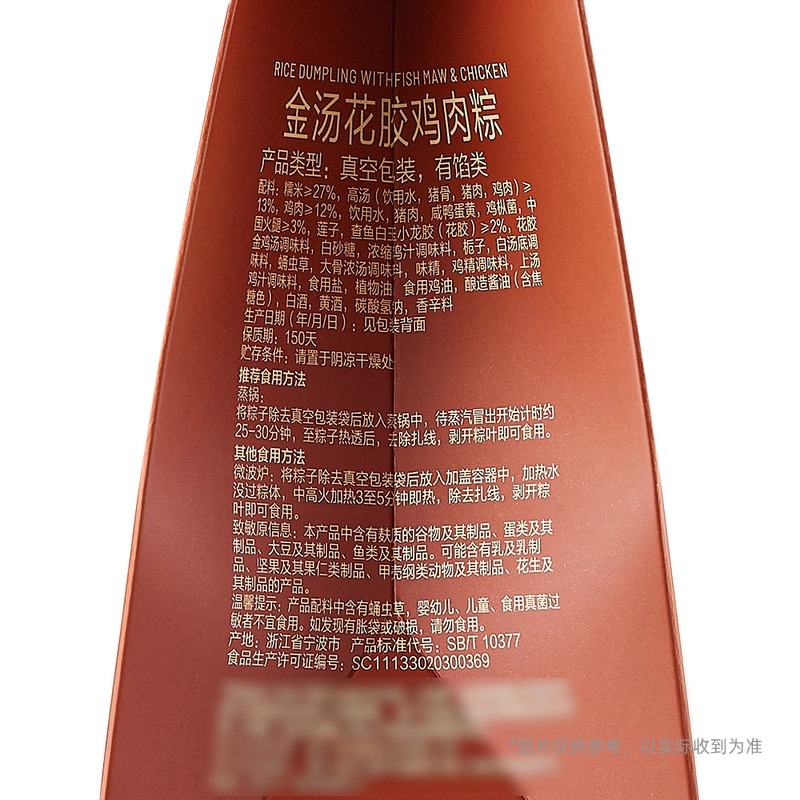 RICE DUMPLING WITHFISH MAW & CHICKEN
金汤花胶鸡肉粽
产品类型：真空包装，有馅类
配料：糯米≥27%，高汤（饮用水，猪骨，猪肉，鸡肉）≥
13%，鸡肉≥12%，饮用水，猪肉，咸鸭蛋黄，鸡枞菌，中
国火腿≥3%，莲子，查鱼白玉小龙胶（花胶）≥2%，花胶
金鸡汤调味料，白砂糖，浓缩鸡汁调味料，栀子，白汤底调
味料，蛹虫草，大骨浓汤调味料，味精，鸡精调味料，上汤
鸡汁调味料，食用盐，植物油，食用鸡油，酿造酱油（含焦
糖色），白酒，黄酒，碳酸氢钠，香辛料
生产日期（年/月/日）：见包装背面
保质期：150天
贮存条件：请置于阴凉干燥处
推荐食用方法
蒸锅：
将粽子除去真空包装袋后放入蒸锅中，待蒸汽冒出开始计时约
25-30分钟，至粽子热透后，去除扎线，剥开粽叶即可食用。
其他食用方法
微波炉：将粽子除去真空包装袋后放入加盖容器中，加热水
没过粽体，中高火加热3至5分钟即热，除去扎线，剥开粽
叶即可食用。
致敏原信息：本产品中含有麸质的谷物及其制品、蛋类及其
制品、大豆及其制品、鱼类及其制品。可能含有乳及乳制
品、坚果及其果仁类制品、甲壳纲类动物及其制品、花生及
其制品的产品。
温馨提示：产品配料中含有蛹虫草，婴幼儿、儿童、食用真菌过
敏者不宜食用。如发现有胀袋或破损，请勿食用。
产地：浙江省宁波市 产品标准代号：SB/T 10377
食品生产许可证编号：SC11133020300369
*图片仅供参考，以实际收到为准